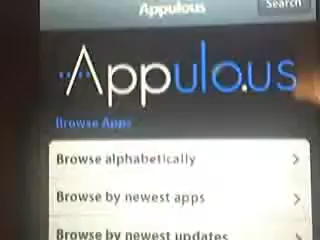 Appulous
Search
Appulo.us
Browse Apps
Browse alphabetically
Browse by newest apps
Browse by newest updates